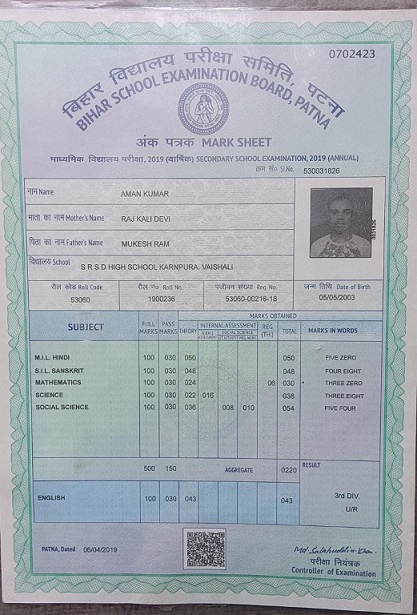 0702423
बिहार विद्यालय परीक्षा समिति, पटना
BIHAR SCHOOL EXAMINATION BOARD, PATNA
अंक पत्रक MARK SHEET
माध्यमिक विद्यालय परीक्षा, 2019 (वार्षिक) SECONDARY SCHOOL EXAMINATION, 2019 (ANNUAL)
क्रम सं० Sl.No. 530031826
नाम Name AMAN KUMAR
माता का नाम Mother's Name RAJ KALI DEVI
पिता का नाम Father's Name MUKESH RAM
विद्यालय School S R S D HIGH SCHOOL KARNPURA, VAISHALI
रौल कोड Roll Code रौल नं० Roll No. पंजीयन संख्या Reg. No. जन्म तिथि Date of Birth
53060 1900236 53060-00216-18 05/05/2003
MARKS OBTAINED
SUBJECT FULL MARKS PASS MARKS THEORY INTERNAL ASSESSMENT REG (TH) TOTAL MARKS IN WORDS
M.I.L. HINDI 100 030 050 050 FIVE ZERO
S.I.L. SANSKRIT 100 030 048 048 FOUR EIGHT
MATHEMATICS 100 030 024 06 030 * THREE ZERO
SCIENCE 100 030 022 016 038 THREE EIGHT
SOCIAL SCIENCE 100 030 036 008 010 054 FIVE FOUR
500 150 AGGREGATE 0220 RESULT
ENGLISH 100 030 043 043 3rd DIV.
U/R
PATNA, Dated 06/04/2019
परीक्षा नियंत्रक
Controller of Examination